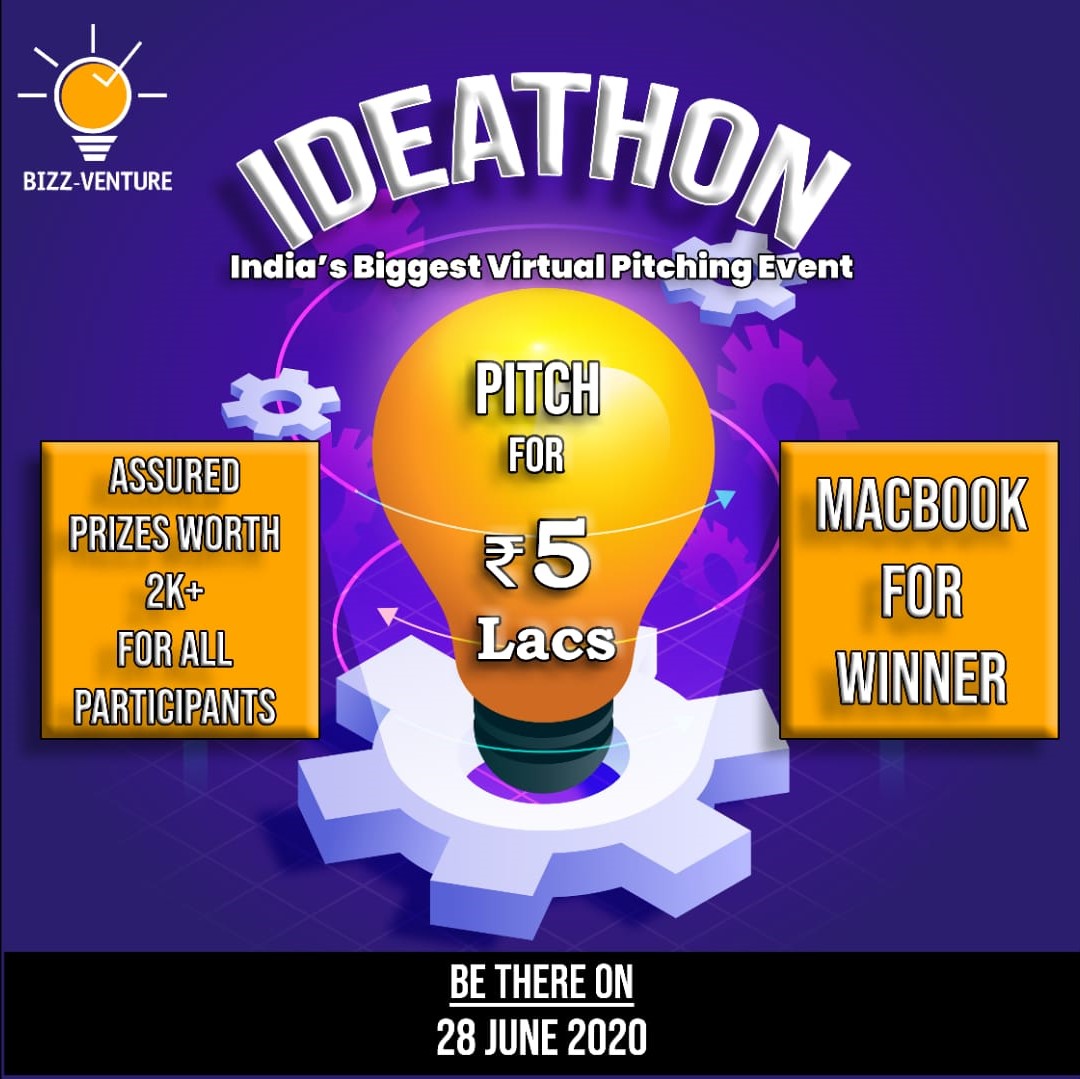 BIZZ-VENTURE
IDEATHON
India's Biggest Virtual Pitching Event
PITCH
FOR
₹5
Lacs
ASSURED
PRIZES WORTH
2K+
FOR ALL
PARTICIPANTS
MACBOOK
FOR
WINNER
BE THERE ON
28 JUNE 2020